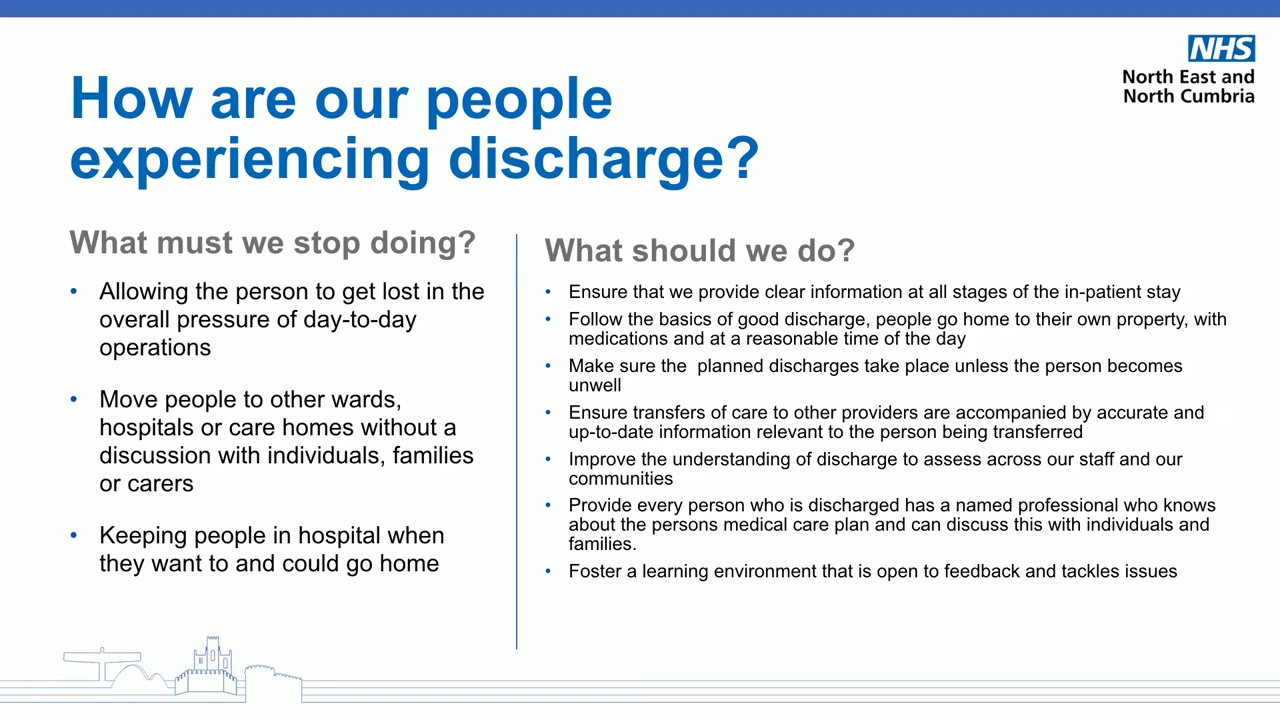 NHS
North East and
North Cumbria
How are our people
experiencing discharge?
What must we stop doing?
• Allowing the person to get lost in the
overall pressure of day-to-day
operations
• Move people to other wards,
hospitals or care homes without a
discussion with individuals, families
or carers
• Keeping people in hospital when
they want to and could go home
What should we do?
• Ensure that we provide clear information at all stages of the in-patient stay
• Follow the basics of good discharge, people go home to their own property, with
medications and at a reasonable time of the day
• Make sure the  planned discharges take place unless the person becomes
unwell
• Ensure transfers of care to other providers are accompanied by accurate and
up-to-date information relevant to the person being transferred
• Improve the understanding of discharge to assess across our staff and our
communities
• Provide every person who is discharged has a named professional who knows
about the persons medical care plan and can discuss this with individuals and
families.
• Foster a learning environment that is open to feedback and tackles issues